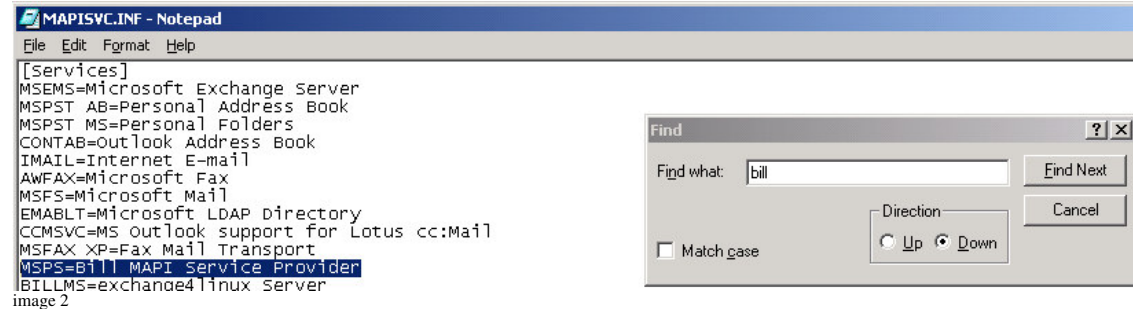 MAPISVC.INF - Notepad
File Edit Format Help
[Services]
MSEMS=Microsoft Exchange Server
MSPST AB=Personal Address Book
MSPST MS=Personal Folders
CONTAB=Outlook Address Book
IMAIL=Internet E-mail
AWFAX=Microsoft Fax
MSFS=Microsoft Mail
EMABLT=Microsoft LDAP Directory
CCMSVC=MS Outlook support for Lotus cc:Mail
MSFAX XP=Fax Mail Transport
MSPS=Bill MAPI Service Provider
BILLMS=exchange4linux Server
Find
Find what: bill
Find Next
Direction
Cancel
Match case
Up Down
image 2